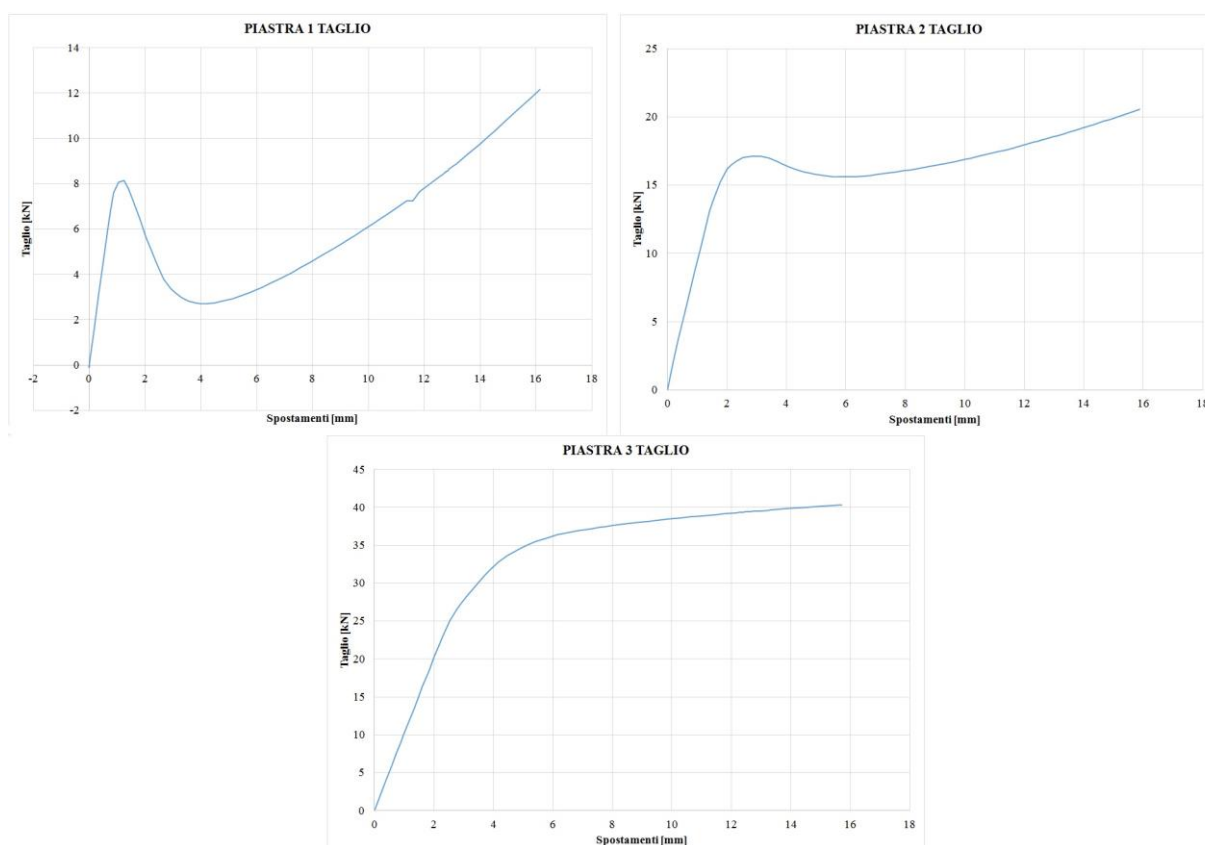 PIASTRA 1 TAGLIO
14
12
10
8
6
4
2
0
-2
-2 0 2 4 6 8 10 12 14 16 18
Taglio [kN]
Spostamenti [mm]
PIASTRA 2 TAGLIO
25
20
15
10
5
0
0 2 4 6 8 10 12 14 16 18
Taglio [kN]
Spostamenti [mm]
PIASTRA 3 TAGLIO
45
40
35
30
25
20
15
10
5
0
0 2 4 6 8 10 12 14 16 18
Taglio [kN]
Spostamenti [mm]